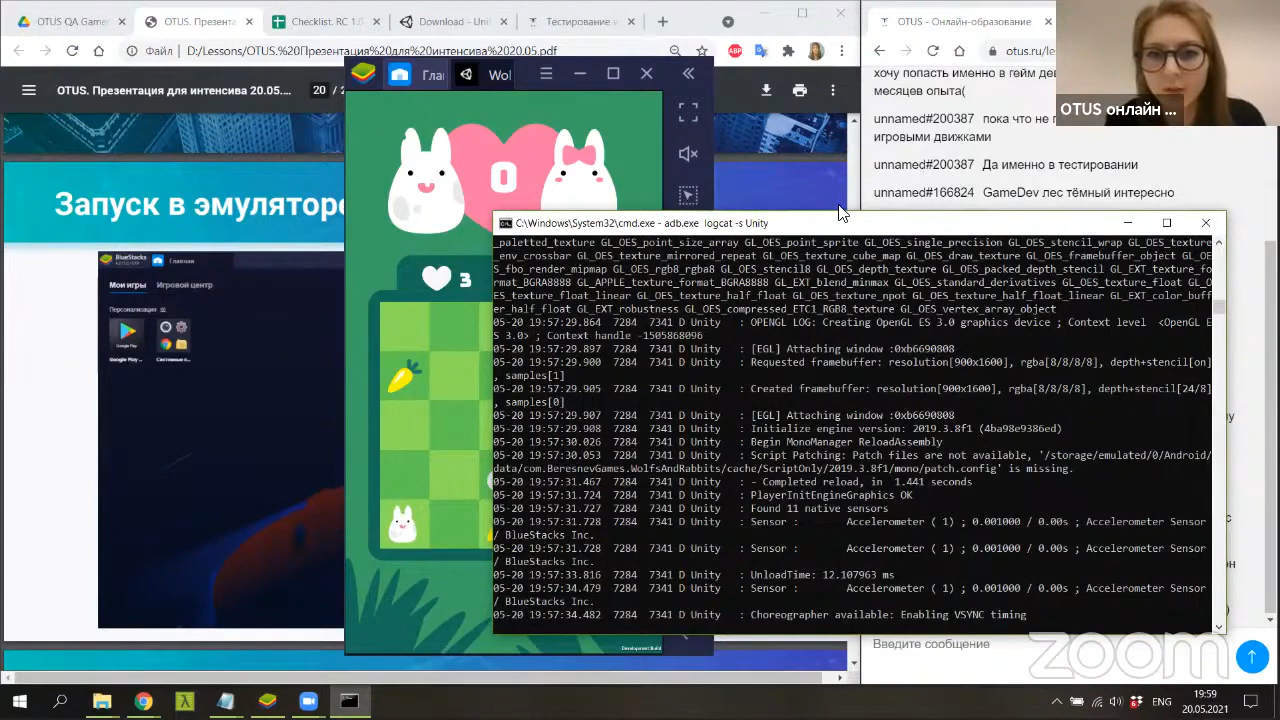 OTUS QA Game
OTUS. Презента
Checklist. RC 1.0
Download - Unit
Тестирование и
OTUS - Онлайн-образование
Файл D:/Lessons/OTUS.%20Презентация%20для%20интенсива%2020.05.pdf
otus.ru/le
OTUS. Презентация для интенсива 20.05....
20 / 2
Гла
Wol
хочу попасть именно в гейм дев
месяцев опыта(
OTUS онлайн ...
unnamed#200387 пока что не п
игровыми движками
unnamed#200387 Да именно в тестировании
unnamed#166824 GameDev лес тёмный интересно
Запуск в эмуляторе
BlueStacks
Главная
Мои игры Игровой центр
Персонализация
Google Play
Google Play ...
Системные п...
0
3
Development Build
C:\Windows\System32\cmd.exe - adb.exe logcat -s Unity
_paletted_texture GL_OES_point_size_array GL_OES_point_sprite GL_OES_single_precision GL_OES_stencil_wrap GL_OES_texture
_env_crossbar GL_OES_texture_mirrored_repeat GL_OES_texture_cube_map GL_OES_draw_texture GL_OES_framebuffer_object GL_OE
S_fbo_render_mipmap GL_OES_rgb8_rgba8 GL_OES_stencil8 GL_OES_depth_texture GL_OES_packed_depth_stencil GL_EXT_texture_fo
rmat_BGRA8888 GL_APPLE_texture_format_BGRA8888 GL_EXT_blend_minmax GL_OES_standard_derivatives GL_OES_texture_float GL_O
ES_texture_float_linear GL_OES_texture_half_float GL_OES_texture_npot GL_OES_texture_half_float_linear GL_EXT_color_buff
er_half_float GL_EXT_robustness GL_OES_compressed_ETC1_RGB8_texture GL_OES_vertex_array_object
05-20 19:57:29.864 7284 7341 D Unity : OPENGL LOG: Creating OpenGL ES 3.0 graphics device ; Context level <OpenGL E
S 3.0> ; Context handle -1505868096
05-20 19:57:29.897 7284 7341 D Unity : [EGL] Attaching window :0xb6690808
05-20 19:57:29.900 7284 7341 D Unity : Requested framebuffer: resolution[900x1600], rgba[8/8/8/8], depth+stencil[on]
, samples[1]
05-20 19:57:29.905 7284 7341 D Unity : Created framebuffer: resolution[900x1600], rgba[8/8/8/8], depth+stencil[24/8]
, samples[0]
05-20 19:57:29.907 7284 7341 D Unity : [EGL] Attaching window :0xb6690808
05-20 19:57:29.908 7284 7341 D Unity : Initialize engine version: 2019.3.8f1 (4ba98e9386ed)
05-20 19:57:30.026 7284 7341 D Unity : Begin MonoManager ReloadAssembly
05-20 19:57:30.053 7284 7341 D Unity : Script Patching: Patch files are not available, '/storage/emulated/0/Android/
data/com.BeresnevGames.WolfsAndRabbits/cache/ScriptOnly/2019.3.8f1/mono/patch.config' is missing.
05-20 19:57:31.467 7284 7341 D Unity : - Completed reload, in 1.441 seconds
05-20 19:57:31.724 7284 7341 D Unity : PlayerInitEngineGraphics OK
05-20 19:57:31.727 7284 7341 D Unity : Found 11 native sensors
05-20 19:57:31.728 7284 7341 D Unity : Sensor : Accelerometer ( 1) ; 0.001000 / 0.00s ; Accelerometer Sensor
/ BlueStacks Inc.
05-20 19:57:31.728 7284 7341 D Unity : Sensor : Accelerometer ( 1) ; 0.001000 / 0.00s ; Accelerometer Sensor
/ BlueStacks Inc.
05-20 19:57:33.816 7284 7341 D Unity : UnloadTime: 12.107963 ms
05-20 19:57:34.479 7284 7341 D Unity : Sensor : Accelerometer ( 1) ; 0.001000 / 0.00s ; Accelerometer Sensor
/ BlueStacks Inc.
05-20 19:57:34.482 7284 7341 D Unity : Choreographer available: Enabling VSYNC timing
Введите сообщение
zoom
ENG
19:59
20.05.2021